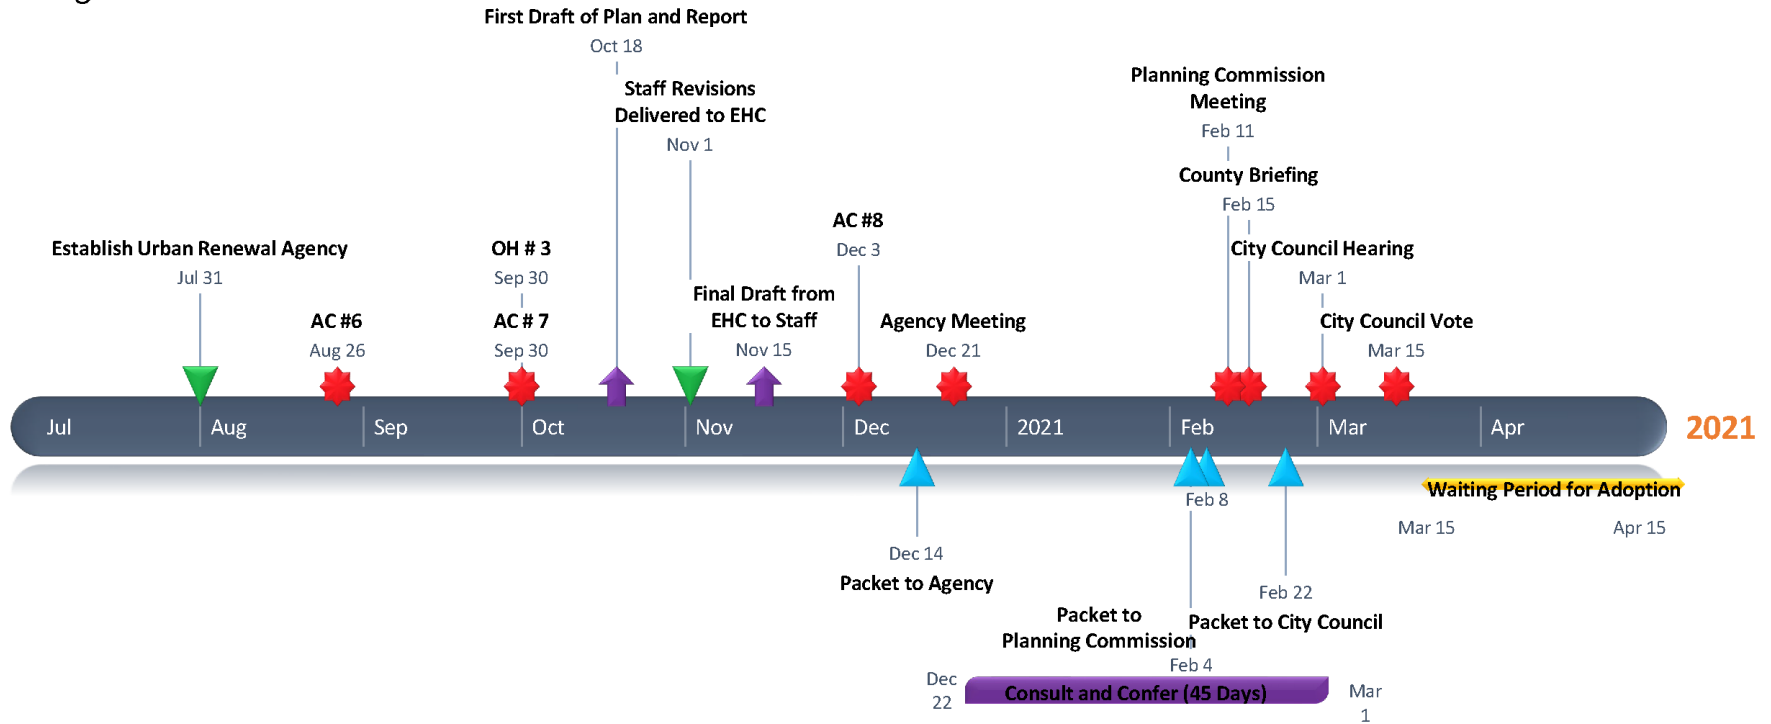 First Draft of Plan and Report
Oct 18
Staff Revisions
Delivered to EHC
Nov 1
Planning Commission
Meeting
Feb 11
County Briefing
Feb 15
AC #8
Dec 3
Establish Urban Renewal Agency
Jul 31
OH # 3
Sep 30
City Council Hearing
Mar 1
Final Draft from
EHC to Staff
Nov 15
AC #6
Aug 26
AC # 7
Sep 30
Agency Meeting
Dec 21
City Council Vote
Mar 15
Jul Aug Sep Oct Nov Dec 2021 Feb Mar Apr 2021
Feb 8
Waiting Period for Adoption
Mar 15 Apr 15
Dec 14
Packet to Agency
Feb 22
Packet to City Council
Packet to
Planning Commission
Feb 4
Dec
22
Consult and Confer (45 Days)
Mar
1